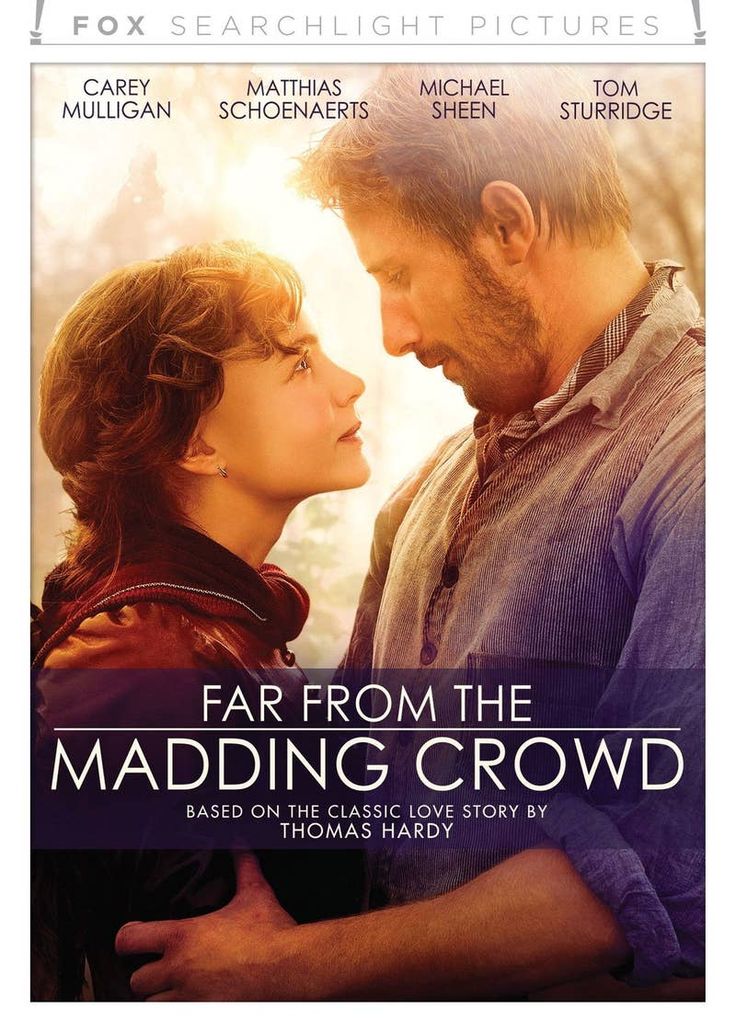 FOX SEARCHLIGHT PICTURES
CAREY MULLIGAN
MATTHIAS SCHOENAERTS
MICHAEL SHEEN
TOM STURRIDGE
FAR FROM THE
MADDING CROWD
BASED ON THE CLASSIC LOVE STORY BY
THOMAS HARDY